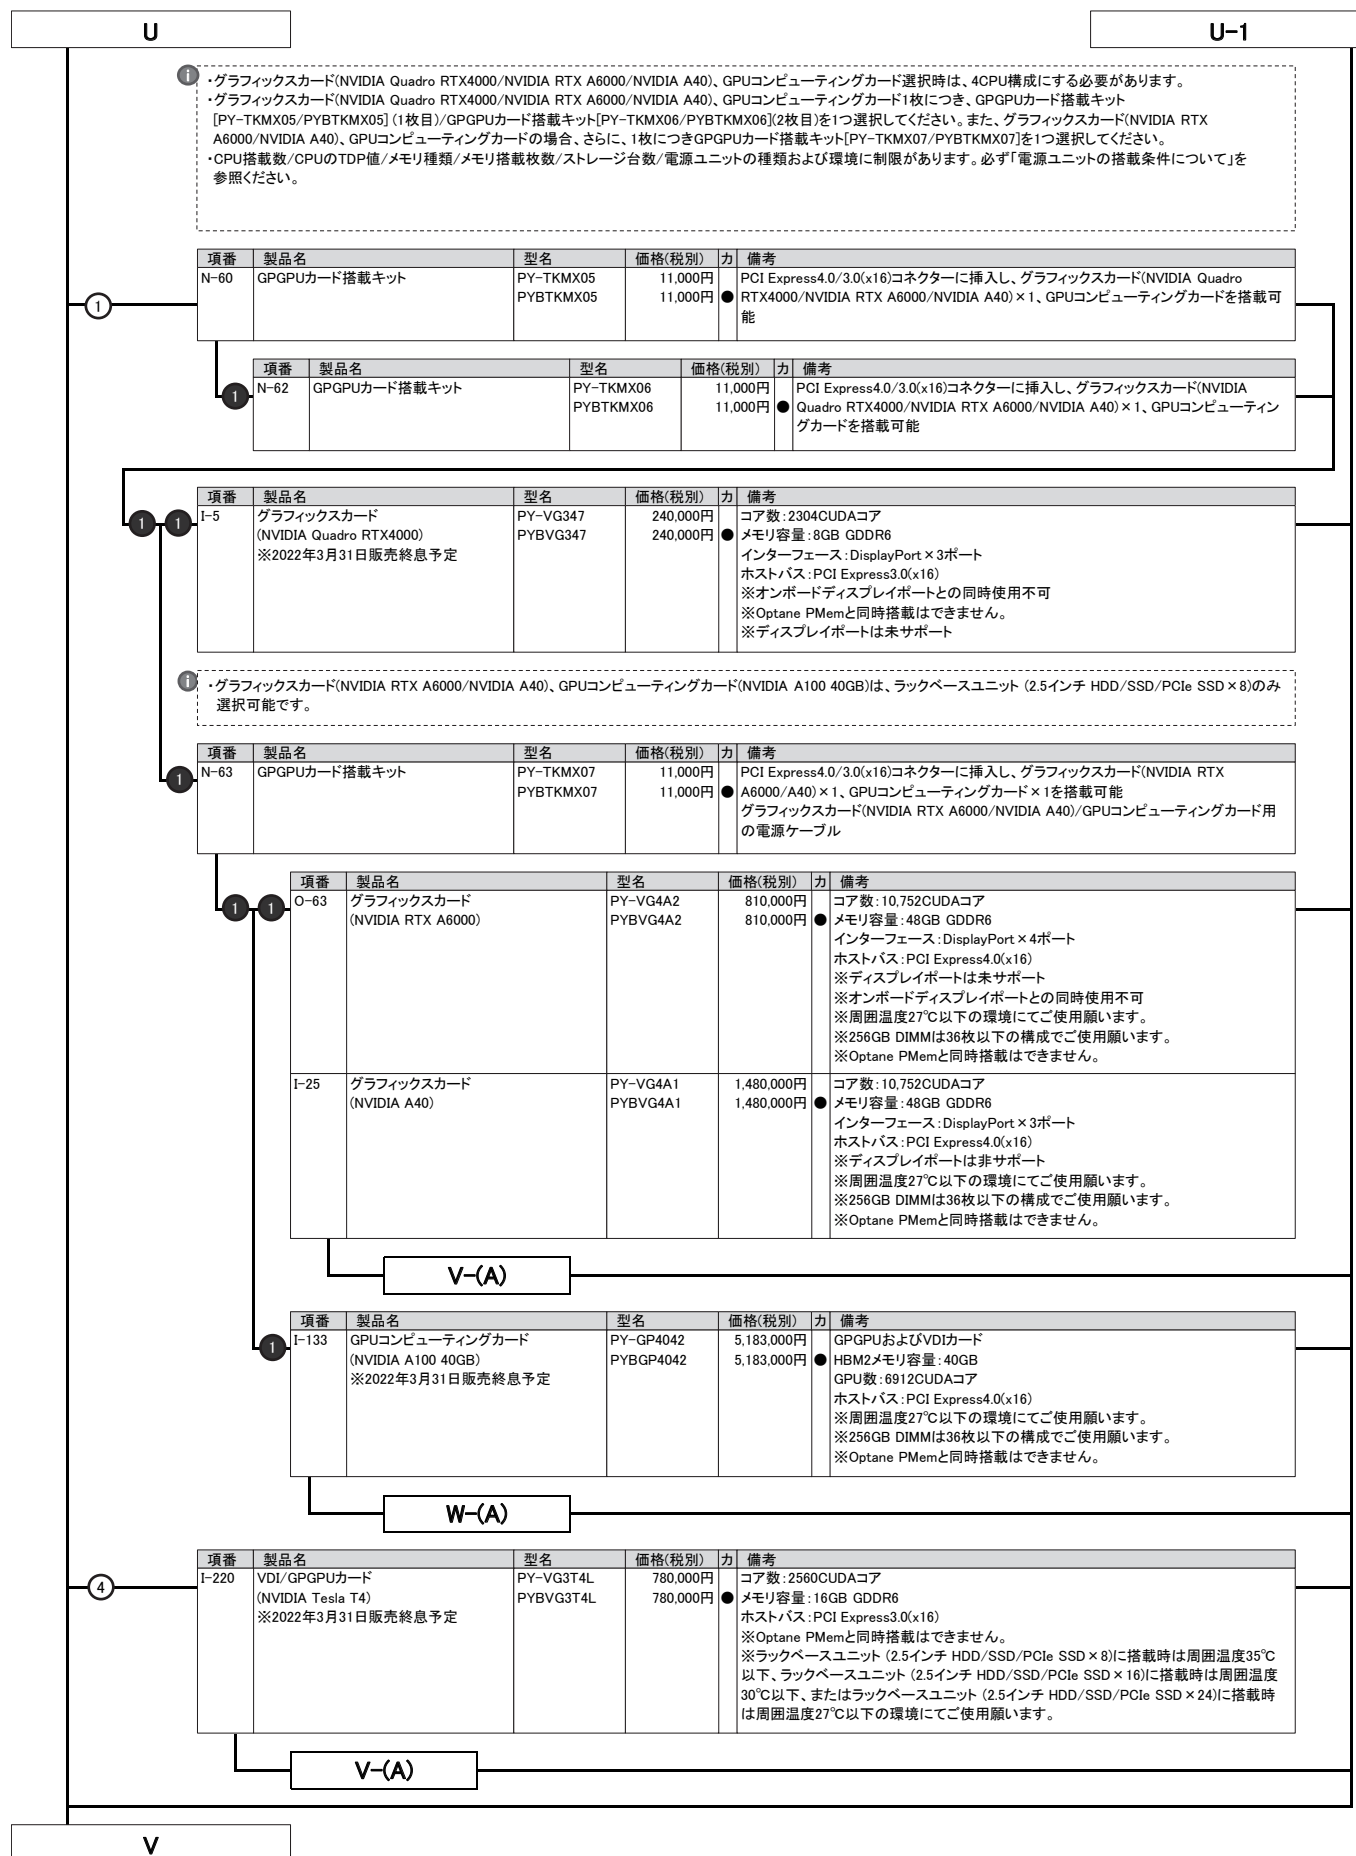 U
U-1
・グラフィックスカード(NVIDIA Quadro RTX4000/NVIDIA RTX A6000/NVIDIA A40)、GPUコンピューティングカード選択時は、4CPU構成にする必要があります。
・グラフィックスカード(NVIDIA Quadro RTX4000/NVIDIA RTX A6000/NVIDIA A40)、GPUコンピューティングカード1枚につき、GPGPUカード搭載キット
[PY-TKMX05/PYBTKMX05] (1枚目)/GPGPUカード搭載キット[PY-TKMX06/PYBTKMX06](2枚目)を1つ選択してください。また、グラフィックスカード(NVIDIA RTX
A6000/NVIDIA A40)、GPUコンピューティングカードの場合、さらに、1枚につきGPGPUカード搭載キット[PY-TKMX07/PYBTKMX07]を1つ選択してください。
・CPU搭載数/CPUのTDP値/メモリ種類/メモリ搭載枚数/ストレージ台数/電源ユニットの種類および環境に制限があります。必ず「電源ユニットの搭載条件について」を
参照ください。
項番 製品名 型名 価格(税別) カ 備考
N-60 GPGPUカード搭載キット PY-TKMX05 11,000円 PCI Express4.0/3.0(x16)コネクターに挿入し、グラフィックスカード(NVIDIA Quadro
PYBTKMX05 11,000円 ● RTX4000/NVIDIA RTX A6000/NVIDIA A40)×1、GPUコンピューティングカードを搭載可
能
1
項番 製品名 型名 価格(税別) カ 備考
N-62 GPGPUカード搭載キット PY-TKMX06 11,000円 PCI Express4.0/3.0(x16)コネクターに挿入し、グラフィックスカード(NVIDIA
1
PYBTKMX06 11,000円 ● Quadro RTX4000/NVIDIA RTX A6000/NVIDIA A40)×1、GPUコンピューティン
グカードを搭載可能
項番 製品名 型名 価格(税別) カ 備考
1 1
I-5 グラフィックスカード PY-VG347 240,000円 コア数：2304CUDAコア
(NVIDIA Quadro RTX4000) PYBVG347 240,000円 ● メモリ容量：8GB GDDR6
※2022年3月31日販売終息予定 インターフェース：DisplayPort×3ポート
ホストバス：PCI Express3.0(x16)
※オンボードディスプレイポートとの同時使用不可
※Optane PMemと同時搭載はできません。
※ディスプレイポートは未サポート
・グラフィックスカード(NVIDIA RTX A6000/NVIDIA A40)、GPUコンピューティングカード(NVIDIA A100 40GB)は、ラックベースユニット (2.5インチ HDD/SSD/PCIe SSD×8)のみ
選択可能です。
項番 製品名 型名 価格(税別) カ 備考
N-63 GPGPUカード搭載キット PY-TKMX07 11,000円 PCI Express4.0/3.0(x16)コネクターに挿入し、グラフィックスカード(NVIDIA RTX
1
PYBTKMX07 11,000円 ● A6000/A40)×1、GPUコンピューティングカード×1を搭載可能
グラフィックスカード(NVIDIA RTX A6000/NVIDIA A40)/GPUコンピューティングカード用
の電源ケーブル
項番 製品名 型名 価格(税別) カ 備考
1 1
O-63 グラフィックスカード PY-VG4A2 810,000円 コア数：10,752CUDAコア
(NVIDIA RTX A6000) PYBVG4A2 810,000円 ● メモリ容量：48GB GDDR6
インターフェース：DisplayPort×4ポート
ホストバス：PCI Express4.0(x16)
※ディスプレイポートは未サポート
※オンボードディスプレイポートとの同時使用不可
※周囲温度27℃以下の環境にてご使用願います。
※256GB DIMMは36枚以下の構成でご使用願います。
※Optane PMemと同時搭載はできません。
I-25 グラフィックスカード PY-VG4A1 1,480,000円 コア数：10,752CUDAコア
(NVIDIA A40) PYBVG4A1 1,480,000円 ● メモリ容量：48GB GDDR6
インターフェース：DisplayPort×3ポート
ホストバス：PCI Express4.0(x16)
※ディスプレイポートは非サポート
※周囲温度27℃以下の環境にてご使用願います。
※256GB DIMMは36枚以下の構成でご使用願います。
※Optane PMemと同時搭載はできません。
V-(A)
項番 製品名 型名 価格(税別) カ 備考
I-133 GPUコンピューティングカード PY-GP4042 5,183,000円 GPGPUおよびVDIカード
1
(NVIDIA A100 40GB) PYBGP4042 5,183,000円 ● HBM2メモリ容量：40GB
※2022年3月31日販売終息予定 GPU数：6912CUDAコア
ホストバス：PCI Express4.0(x16)
※周囲温度27℃以下の環境にてご使用願います。
※256GB DIMMは36枚以下の構成でご使用願います。
※Optane PMemと同時搭載はできません。
W-(A)
項番 製品名 型名 価格(税別) カ 備考
4
I-220 VDI/GPGPUカード PY-VG3T4L 780,000円 コア数：2560CUDAコア
(NVIDIA Tesla T4) PYBVG3T4L 780,000円 ● メモリ容量：16GB GDDR6
※2022年3月31日販売終息予定 ホストバス：PCI Express3.0(x16)
※Optane PMemと同時搭載はできません。
※ラックベースユニット (2.5インチ HDD/SSD/PCIe SSD×8)に搭載時は周囲温度35℃
以下、ラックベースユニット (2.5インチ HDD/SSD/PCIe SSD×16)に搭載時は周囲温度
30℃以下、またはラックベースユニット (2.5インチ HDD/SSD/PCIe SSD×24)に搭載時
は周囲温度27℃以下の環境にてご使用願います。
V-(A)
V